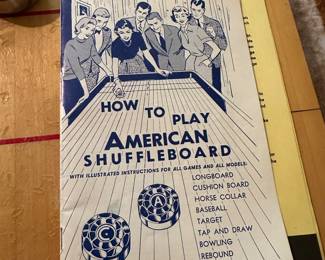 HOW TO PLAY
AMERICAN
SHUFFLEBOARD
WITH ILLUSTRATED INSTRUCTIONS FOR ALL GAMES AND ALL MODELS:
LONGBOARD
CUSHION BOARD
HORSE COLLAR
BASEBALL
TARGET
TAP AND DRAW
BOWLING
REBOUND
A
C